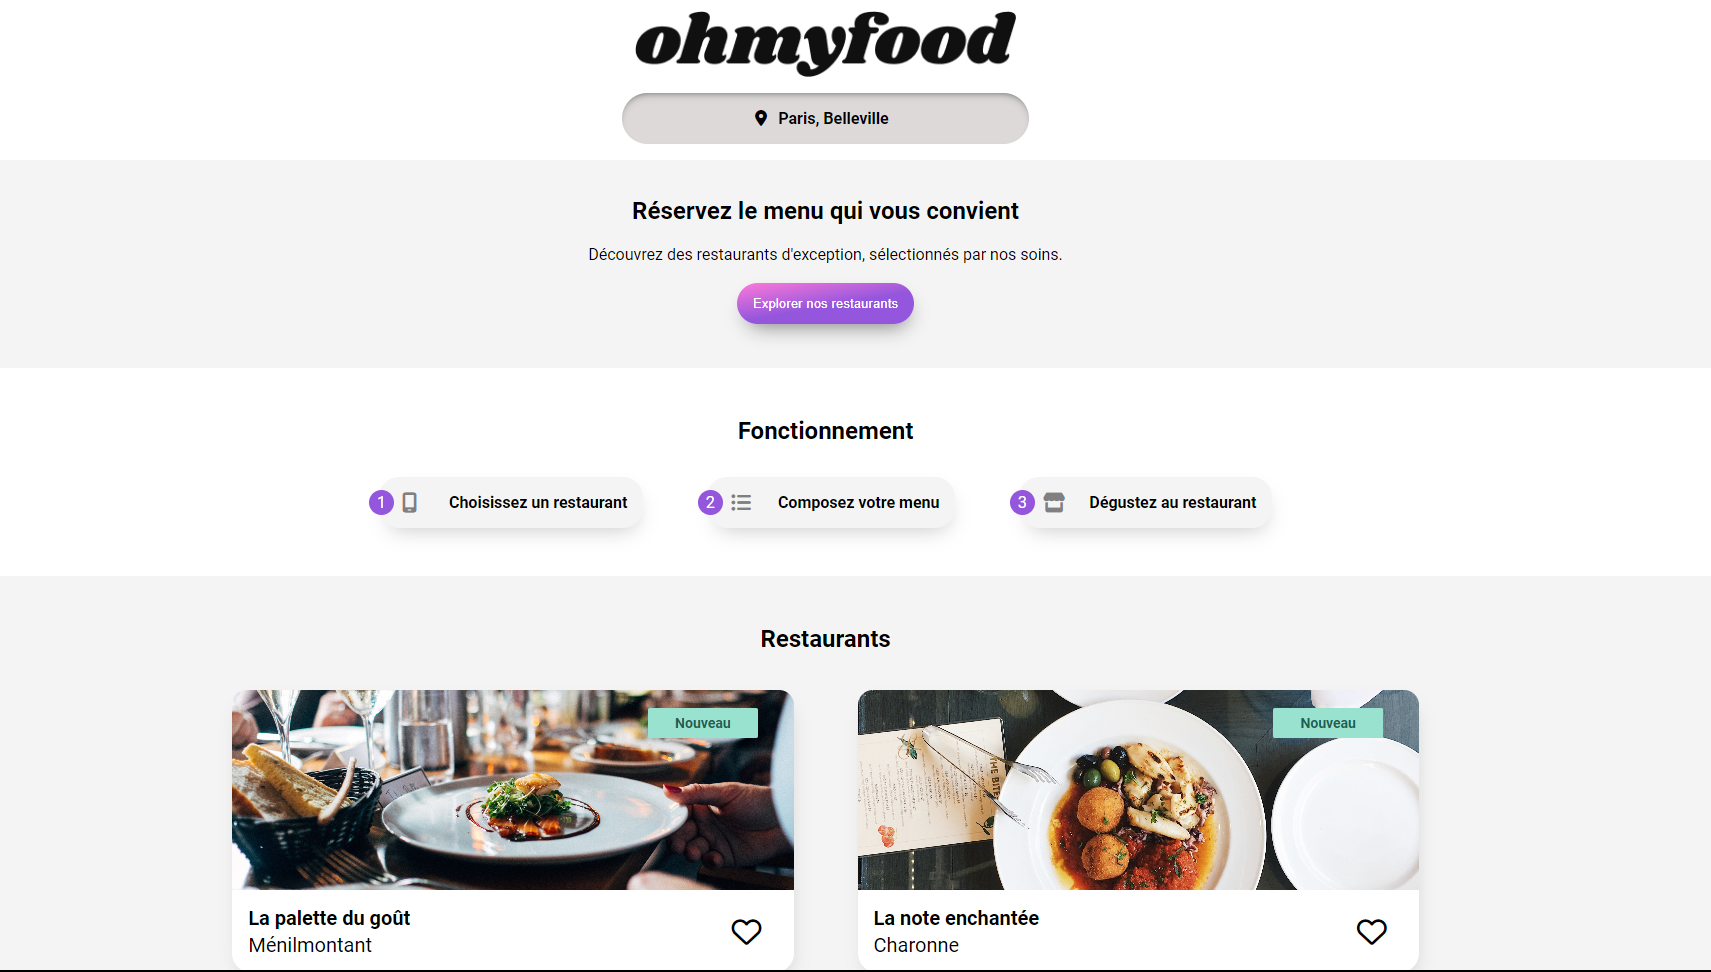 ohmyfood
Paris, Belleville
Réservez le menu qui vous convient
Découvrez des restaurants d'exception, sélectionnés par nos soins.
Explorer nos restaurants
Fonctionnement
1 Choisissez un restaurant
2 Composez votre menu
3 Dégustez au restaurant
Restaurants
Nouveau
Nouveau
La palette du goût
Ménilmontant
La note enchantée
Charonne